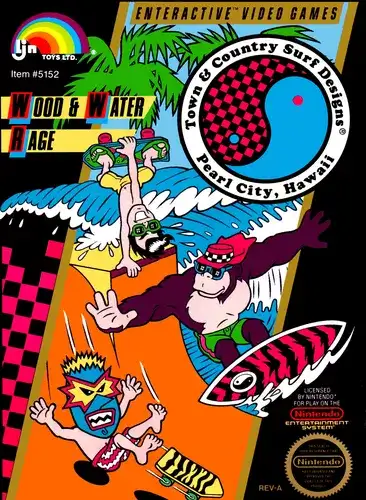 ENTERACTIVE™ VIDEO GAMES
LJN
TOYS LTD.
Item #5152
WOOD & WATER
RAGE
Town & Country Surf Designs®
Pearl City, Hawaii
LICENSED
BY NINTENDO®
FOR PLAY ON THE
Nintendo
ENTERTAINMENT
SYSTEM®
Nintendo
REV-A